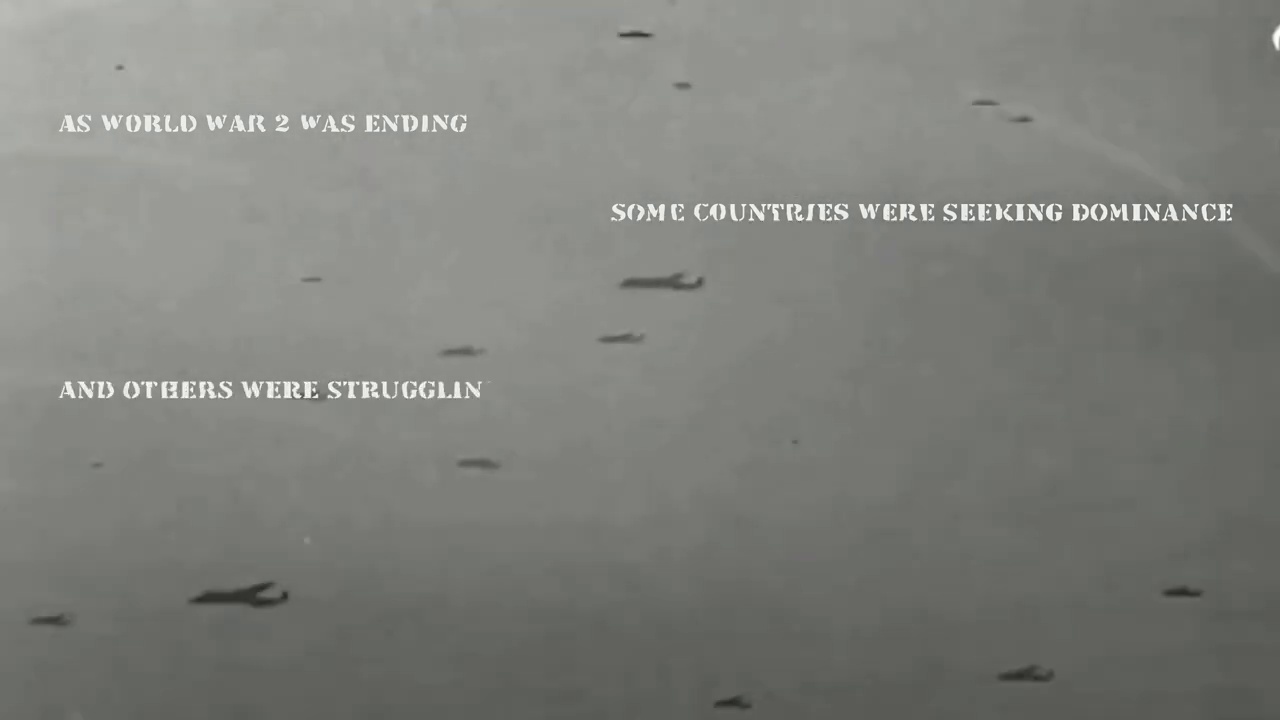 AS WORLD WAR 2 WAS ENDING
SOME COUNTRIES WERE SEEKING DOMINANCE
AND OTHERS WERE STRUGGLIN